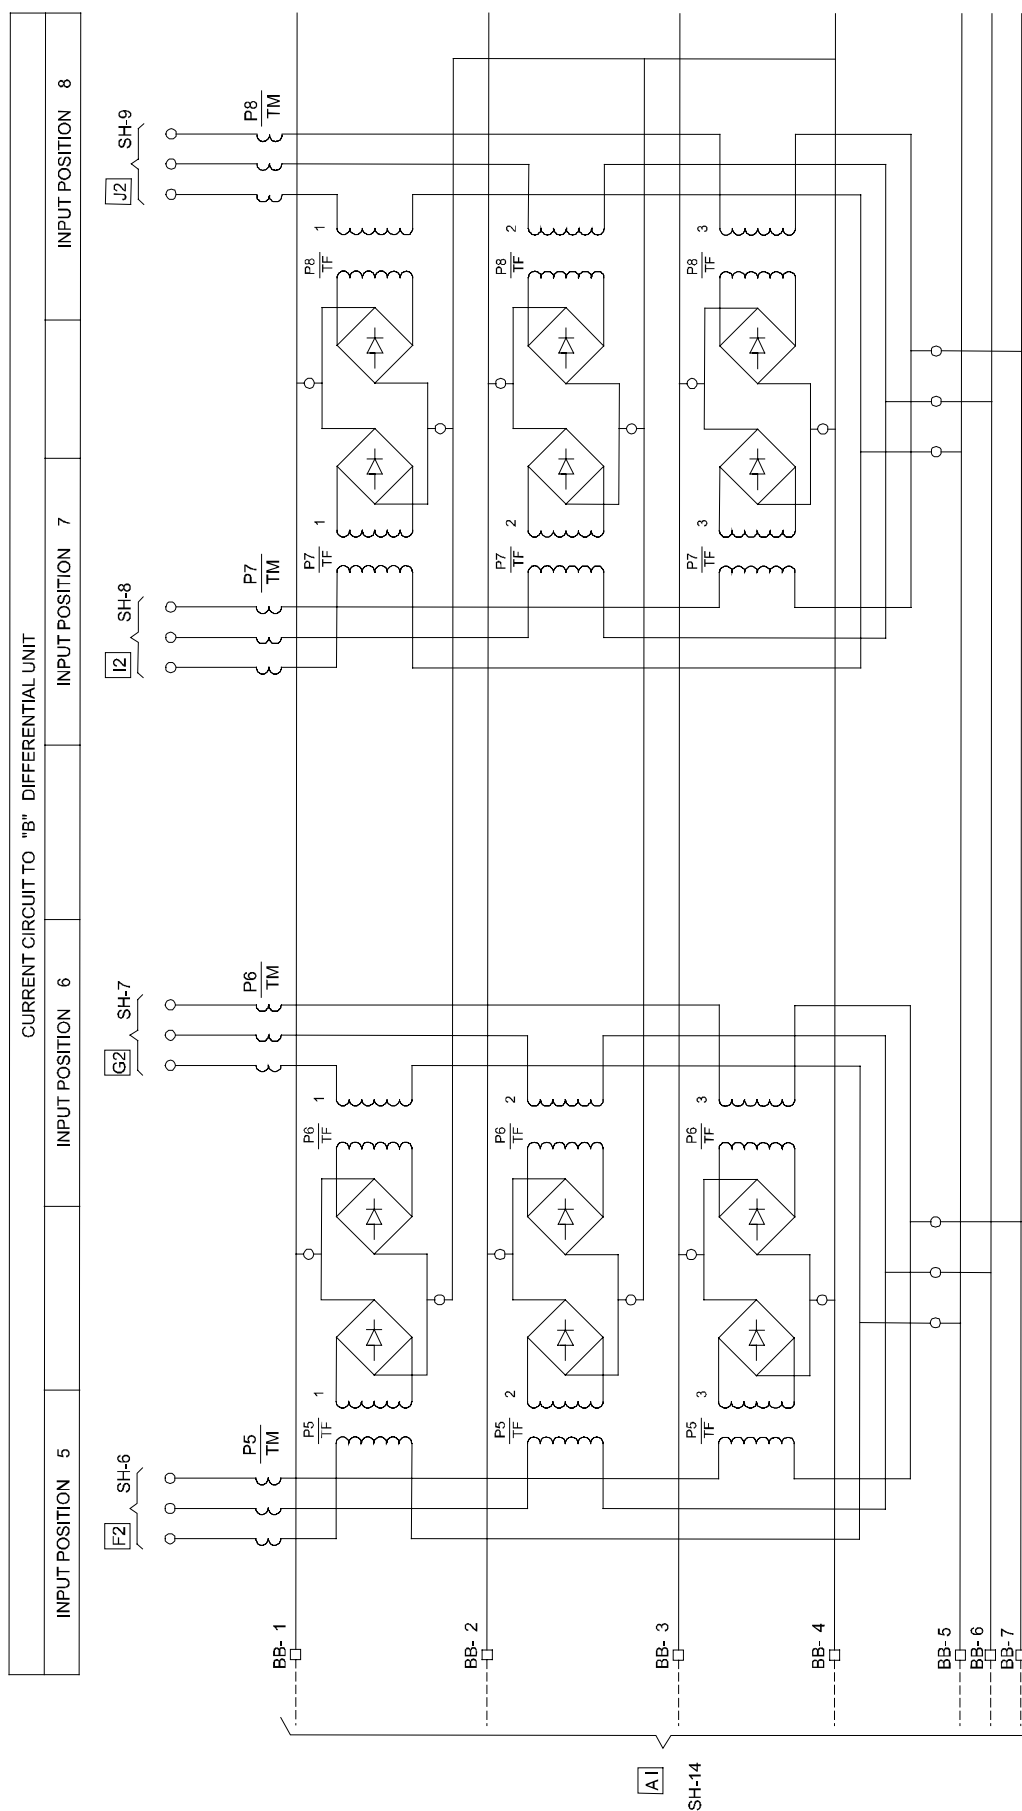 CURRENT CIRCUIT TO "B" DIFFERENTIAL UNIT
INPUT POSITION 5
INPUT POSITION 6
INPUT POSITION 7
INPUT POSITION 8
F2 SH-6
G2 SH-7
I2 SH-8
J2 SH-9
P5
TM
P6
TM
P7
TM
P8
TM
BB- 1
P5
TF
1
P6
TF
1
P7
TF
1
P8
TF
1
BB- 2
P5
TF
2
P6
TF
2
P7
TF
2
P8
TF
2
BB- 3
P5
TF
3
P6
TF
3
P7
TF
3
P8
TF
3
BB- 4
BB- 5
BB- 6
BB- 7
A I
SH-14